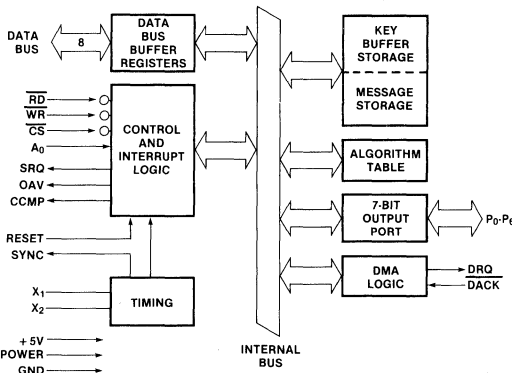 DATA
BUS
8
DATA
BUS
BUFFER
REGISTERS
KEY
BUFFER
STORAGE
MESSAGE
STORAGE
RD
WR
CS
A0
SRQ
OAV
CCMP
CONTROL
AND
INTERRUPT
LOGIC
ALGORITHM
TABLE
7-BIT
OUTPUT
PORT
P0-P6
RESET
SYNC
DMA
LOGIC
DRQ
DACK
X1
X2
TIMING
+5V
POWER
GND
INTERNAL
BUS